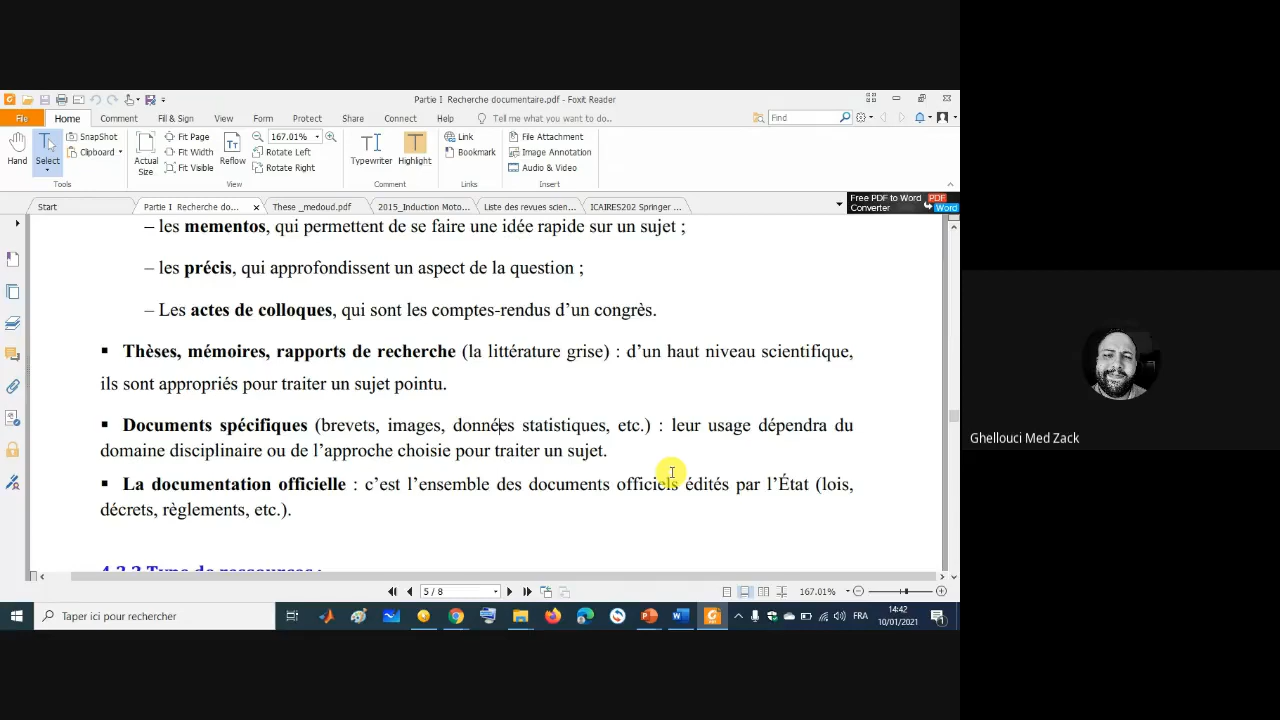 Partie I Recherche documentaire.pdf - Foxit Reader
File Home Comment Fill & Sign View Form Protect Share Connect Help Tell me what you want to do.. Find
Hand
Select
SnapShot
Clipboard
Tools
Actual Size
Fit Page
Fit Width
Fit Visible
Reflow
167.01%
Rotate Left
Rotate Right
View
Typewriter
Highlight
Comment
Link
Bookmark
Links
File Attachment
Image Annotation
Audio & Video
Insert
Start Partie I Recherche do... These _medoud.pdf 2015_Induction Moto... Liste des revues scien... ICAIRES202 Springer ...
Free PDF to Word Converter
PDF
Word
– les mementos, qui permettent de se faire une idée rapide sur un sujet ;
– les précis, qui approfondissent un aspect de la question ;
– Les actes de colloques, qui sont les comptes-rendus d’un congrès.
▪ Thèses, mémoires, rapports de recherche (la littérature grise) : d’un haut niveau scientifique,
ils sont appropriés pour traiter un sujet pointu.
▪ Documents spécifiques (brevets, images, données statistiques, etc.) : leur usage dépendra du
domaine disciplinaire ou de l’approche choisie pour traiter un sujet.
▪ La documentation officielle : c’est l’ensemble des documents officiels édités par l’État (lois,
décrets, règlements, etc.).
4.2.2 Type de ressources :
5 / 8
167.01%
Taper ici pour rechercher
FRA
14:42
10/01/2021
Ghellouci Med Zack